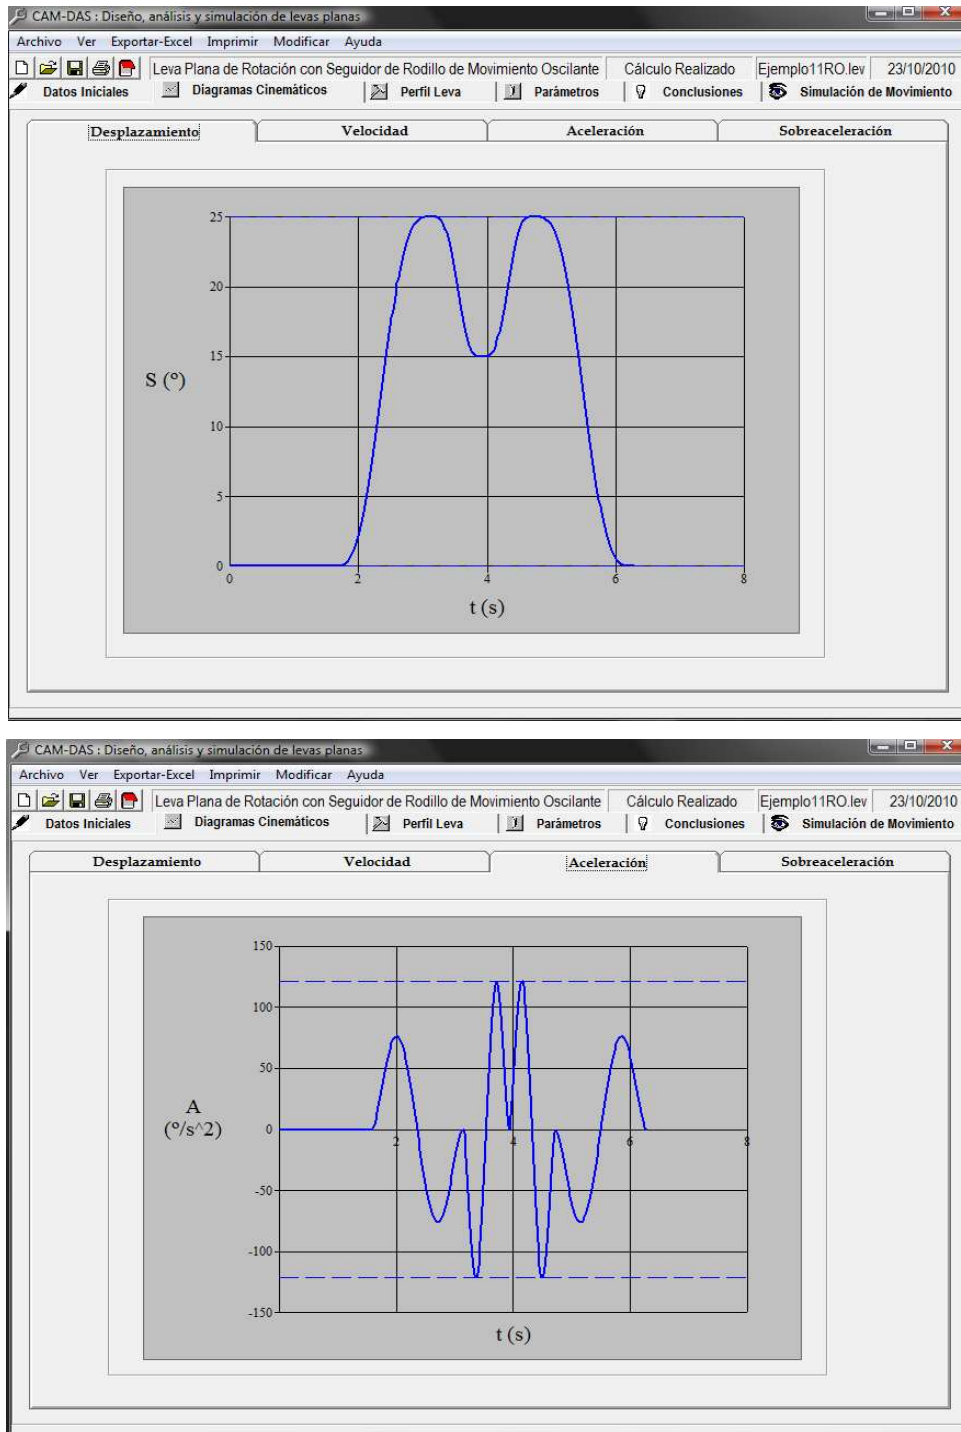 CAM-DAS : Diseño, análisis y simulación de levas planas
Archivo Ver Exportar-Excel Imprimir Modificar Ayuda
Leva Plana de Rotación con Seguidor de Rodillo de Movimiento Oscilante Cálculo Realizado Ejemplo11RO.lev 23/10/2010
Datos Iniciales Diagramas Cinemáticos Perfil Leva Parámetros Conclusiones Simulación de Movimiento
Desplazamiento Velocidad Aceleración Sobreaceleración
25
20
15
S (º)
10
5
0
0 2 4 6 8
t (s)
CAM-DAS : Diseño, análisis y simulación de levas planas
Archivo Ver Exportar-Excel Imprimir Modificar Ayuda
Leva Plana de Rotación con Seguidor de Rodillo de Movimiento Oscilante Cálculo Realizado Ejemplo11RO.lev 23/10/2010
Datos Iniciales Diagramas Cinemáticos Perfil Leva Parámetros Conclusiones Simulación de Movimiento
Desplazamiento Velocidad Aceleración Sobreaceleración
150
100
50
A
(º/s^2)
0
2 4 6 8
-50
-100
-150
t (s)